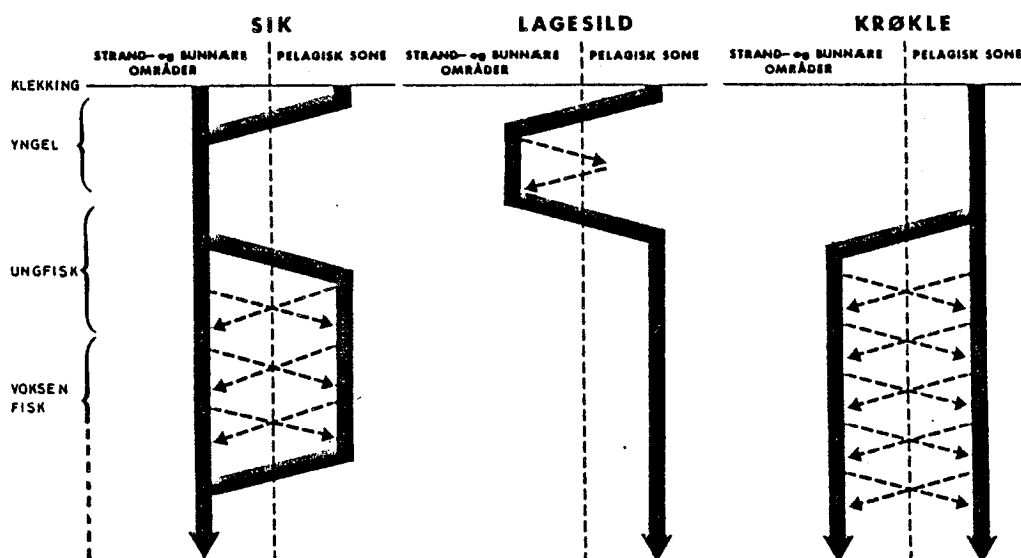 SIK
STRAND– og BUNNÆRE
OMRÅDER
PELAGISK SONE
LAGESILD
STRAND– og BUNNÆRE
OMRÅDER
PELAGISK SONE
KRØKLE
STRAND– og BUNNÆRE
OMRÅDER
PELAGISK SONE
KLEKKING
YNGEL
UNGFISK
VOKSEN
FISK